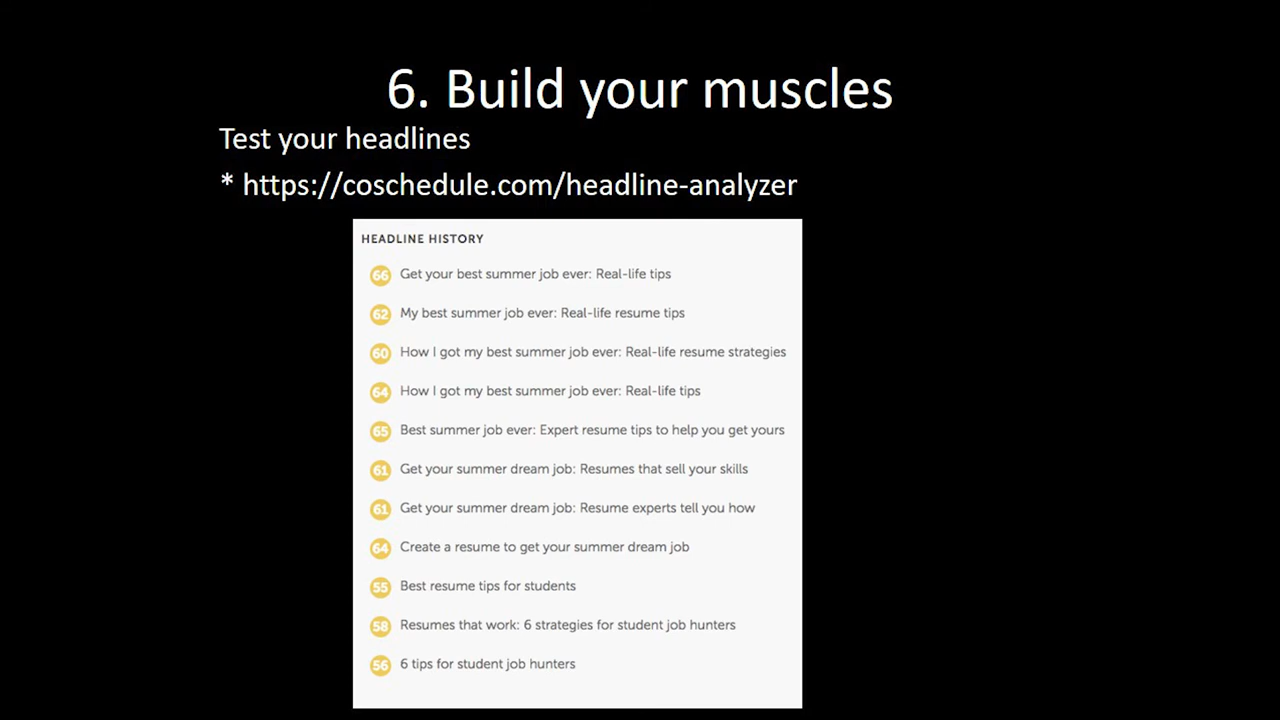 6. Build your muscles
Test your headlines
* https://coschedule.com/headline-analyzer
HEADLINE HISTORY
66 Get your best summer job ever: Real-life tips
62 My best summer job ever: Real-life resume tips
60 How I got my best summer job ever: Real-life resume strategies
64 How I got my best summer job ever: Real-life tips
65 Best summer job ever: Expert resume tips to help you get yours
61 Get your summer dream job: Resumes that sell your skills
61 Get your summer dream job: Resume experts tell you how
64 Create a resume to get your summer dream job
55 Best resume tips for students
58 Resumes that work: 6 strategies for student job hunters
56 6 tips for student job hunters